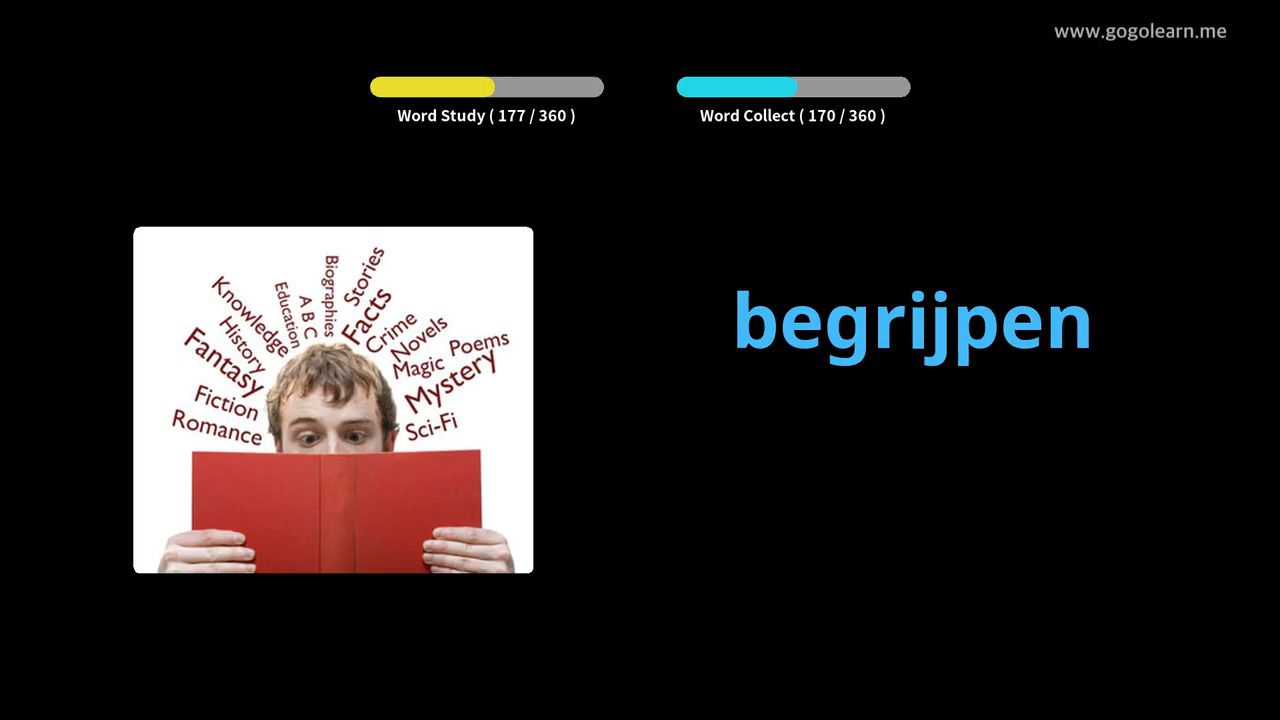 www.gogolearn.me
Word Study ( 177 / 360 )
Word Collect ( 170 / 360 )
Biographies
Stories
Education
A B C
Facts
Knowledge
Crime
History
Novels
Poems
Fantasy
Magic
Mystery
Fiction
Romance
Sci-Fi
begrijpen